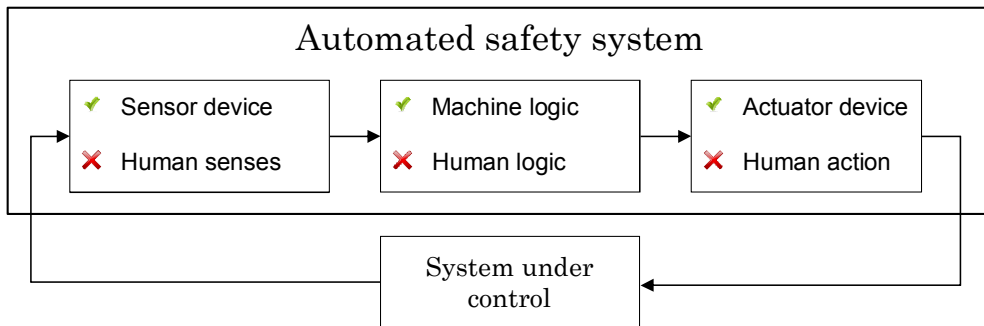 Automated safety system
Sensor device
Human senses
Machine logic
Human logic
Actuator device
Human action
System under
control